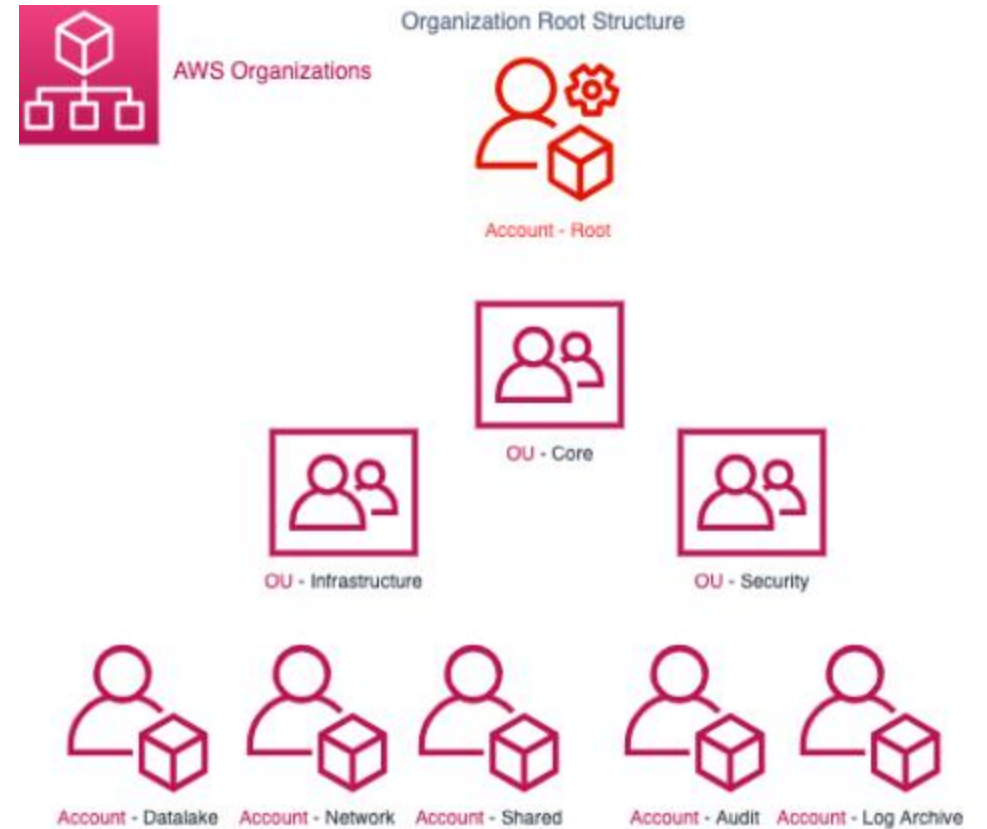 Organization Root Structure
AWS Organizations
Account - Root
OU - Core
OU - Infrastructure
OU - Security
Account - Datalake
Account - Network
Account - Shared
Account - Audit
Account - Log Archive